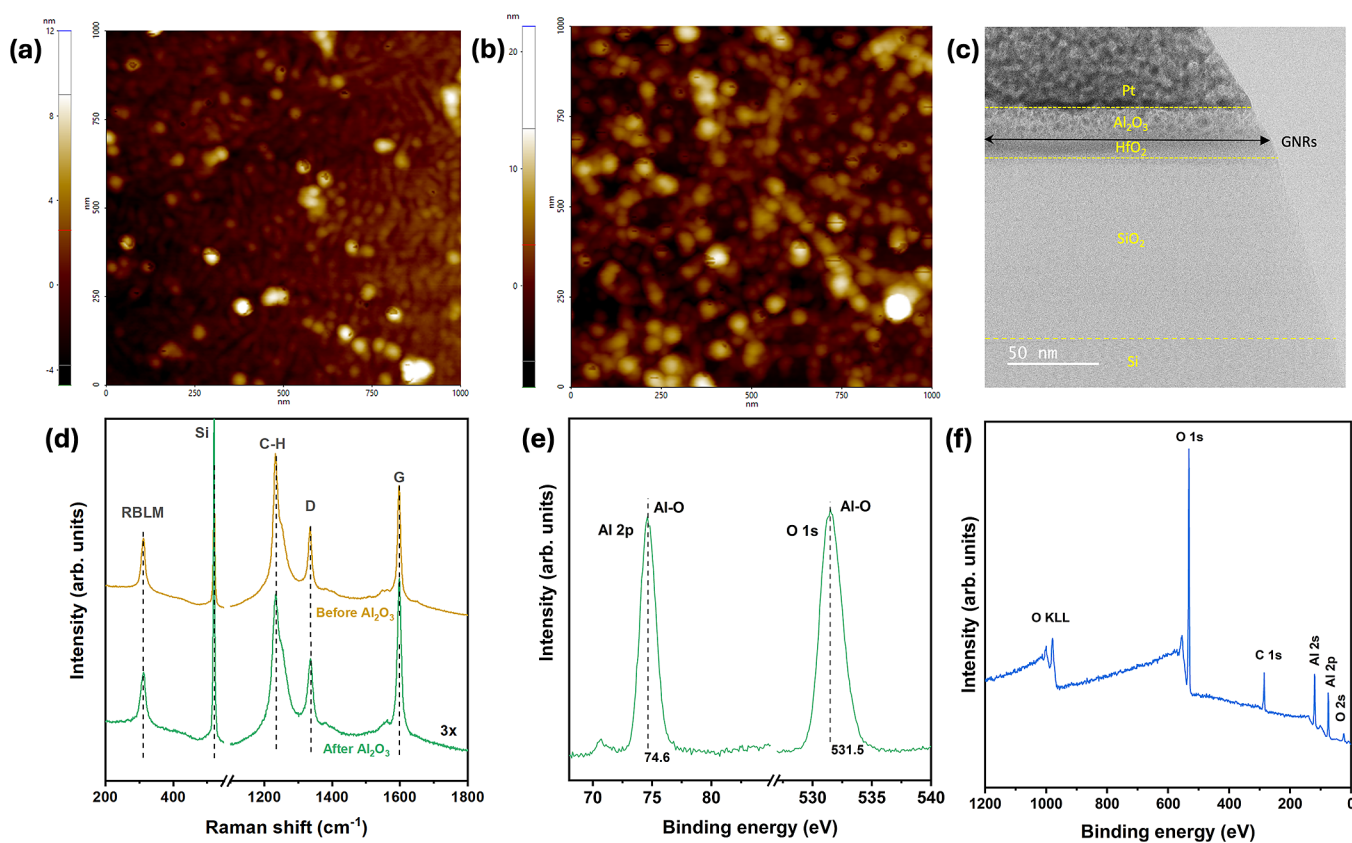 (a)
nm
12
8
4
0
-4
nm
1000
750
500
250
0
0
250
500
750
1000
nm
(b)
nm
20
10
0
nm
1000
750
500
250
0
0
250
500
750
1000
nm
(c)
Pt
Al₂O₃
GNRs
HfO₂
SiO₂
50 nm
Si
(d)
Intensity (arb. units)
RBLM
Si
C-H
D
G
Before Al₂O₃
After Al₂O₃
3x
200
400
1200
1400
1600
1800
Raman shift (cm⁻¹)
(e)
Intensity (arb. units)
Al 2p
Al-O
O 1s
Al-O
74.6
531.5
70
75
80
530
535
540
Binding energy (eV)
(f)
Intensity (arb. units)
O KLL
O 1s
C 1s
Al 2s
Al 2p
O 2s
1200
1000
800
600
400
200
0
Binding energy (eV)